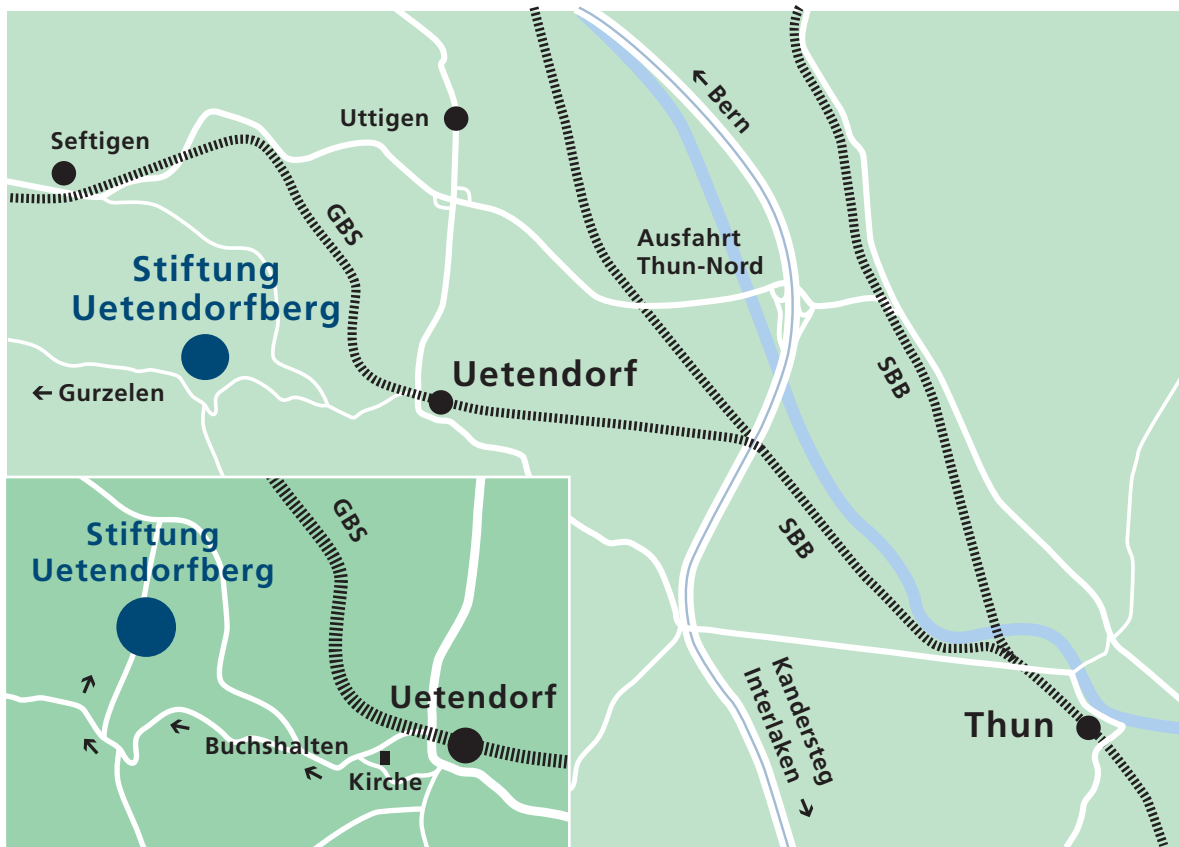 ← Bern
Uttigen
Seftigen
GBS
Ausfahrt
Thun-Nord
Stiftung
Uetendorfberg
SBB
Uetendorf
← Gurzelen
GBS
Stiftung
Uetendorfberg
SBB
Kandersteg
Interlaken →
Uetendorf
Thun
Buchshalten
Kirche